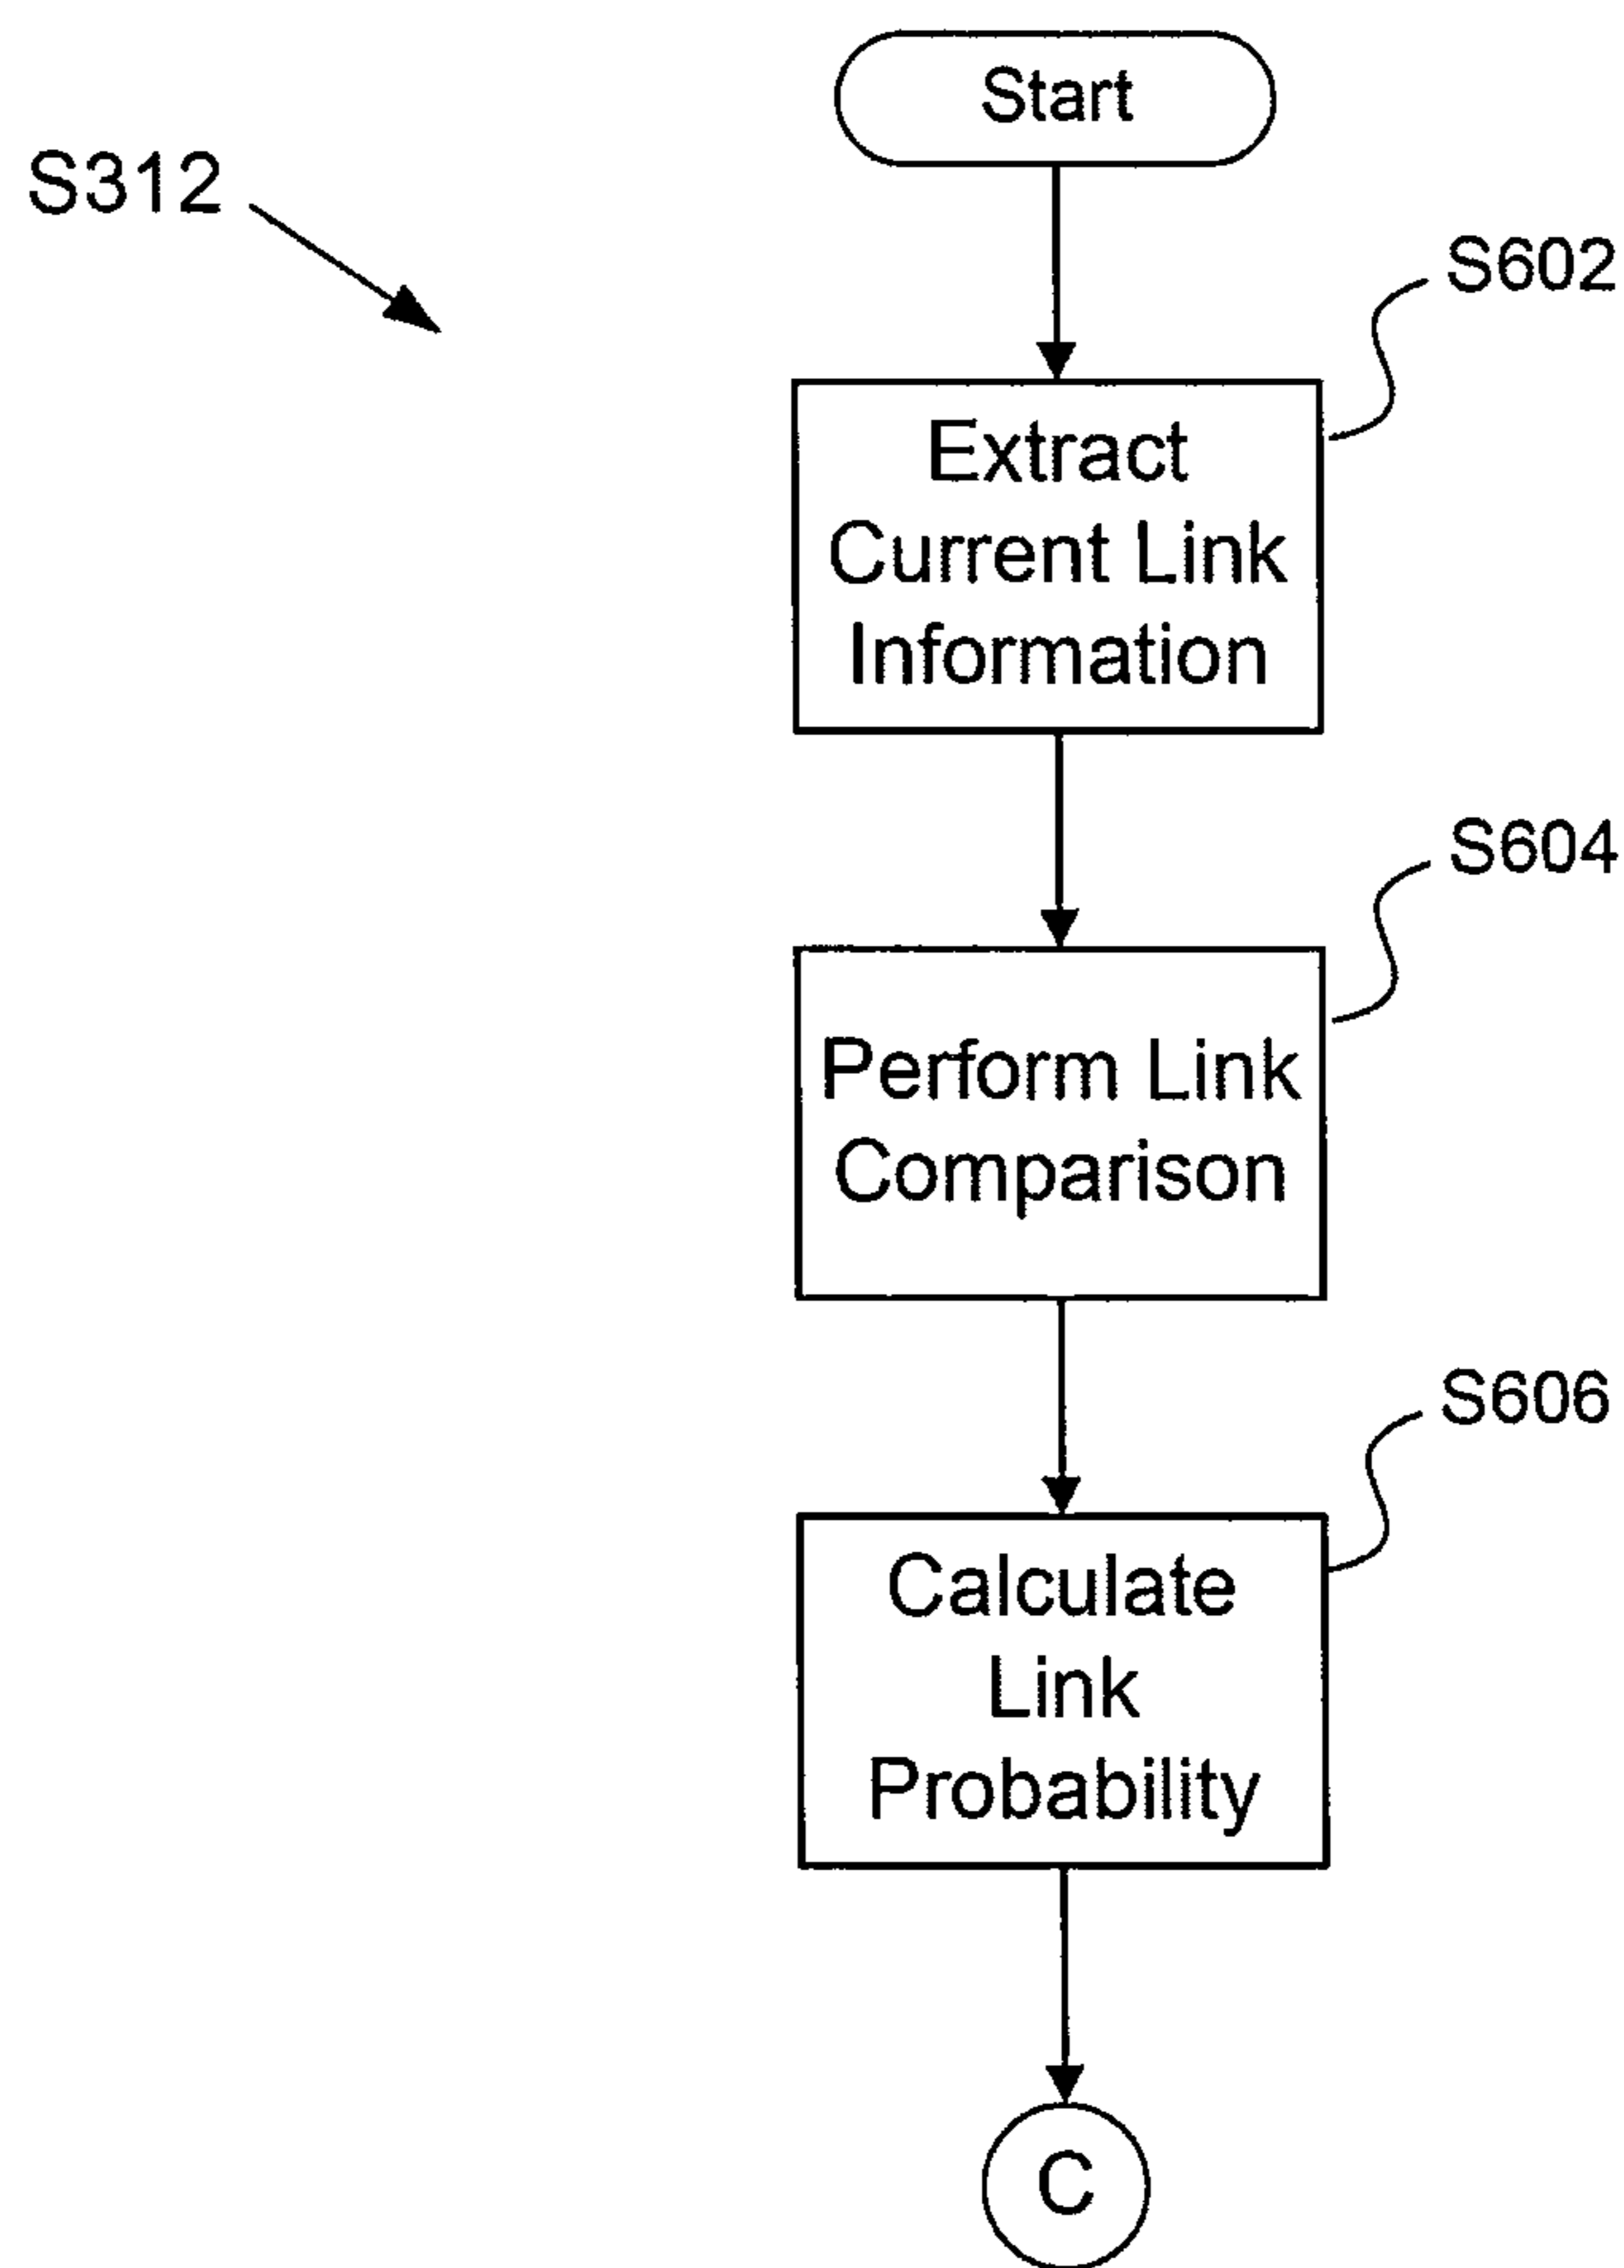 Start
S312
S602
Extract
Current Link
Information
S604
Perform Link
Comparison
S606
Calculate
Link
Probability
C